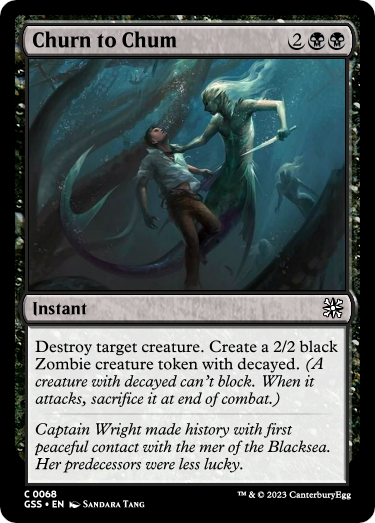 Churn to Chum 2
Instant
Destroy target creature. Create a 2/2 black
Zombie creature token with decayed. (A
creature with decayed can't block. When it
attacks, sacrifice it at end of combat.)
Captain Wright made history with first
peaceful contact with the mer of the Blacksea.
Her predecessors were less lucky.
C 0068
GSS • EN Sandara Tang ™ & © 2023 CanterburyEgg